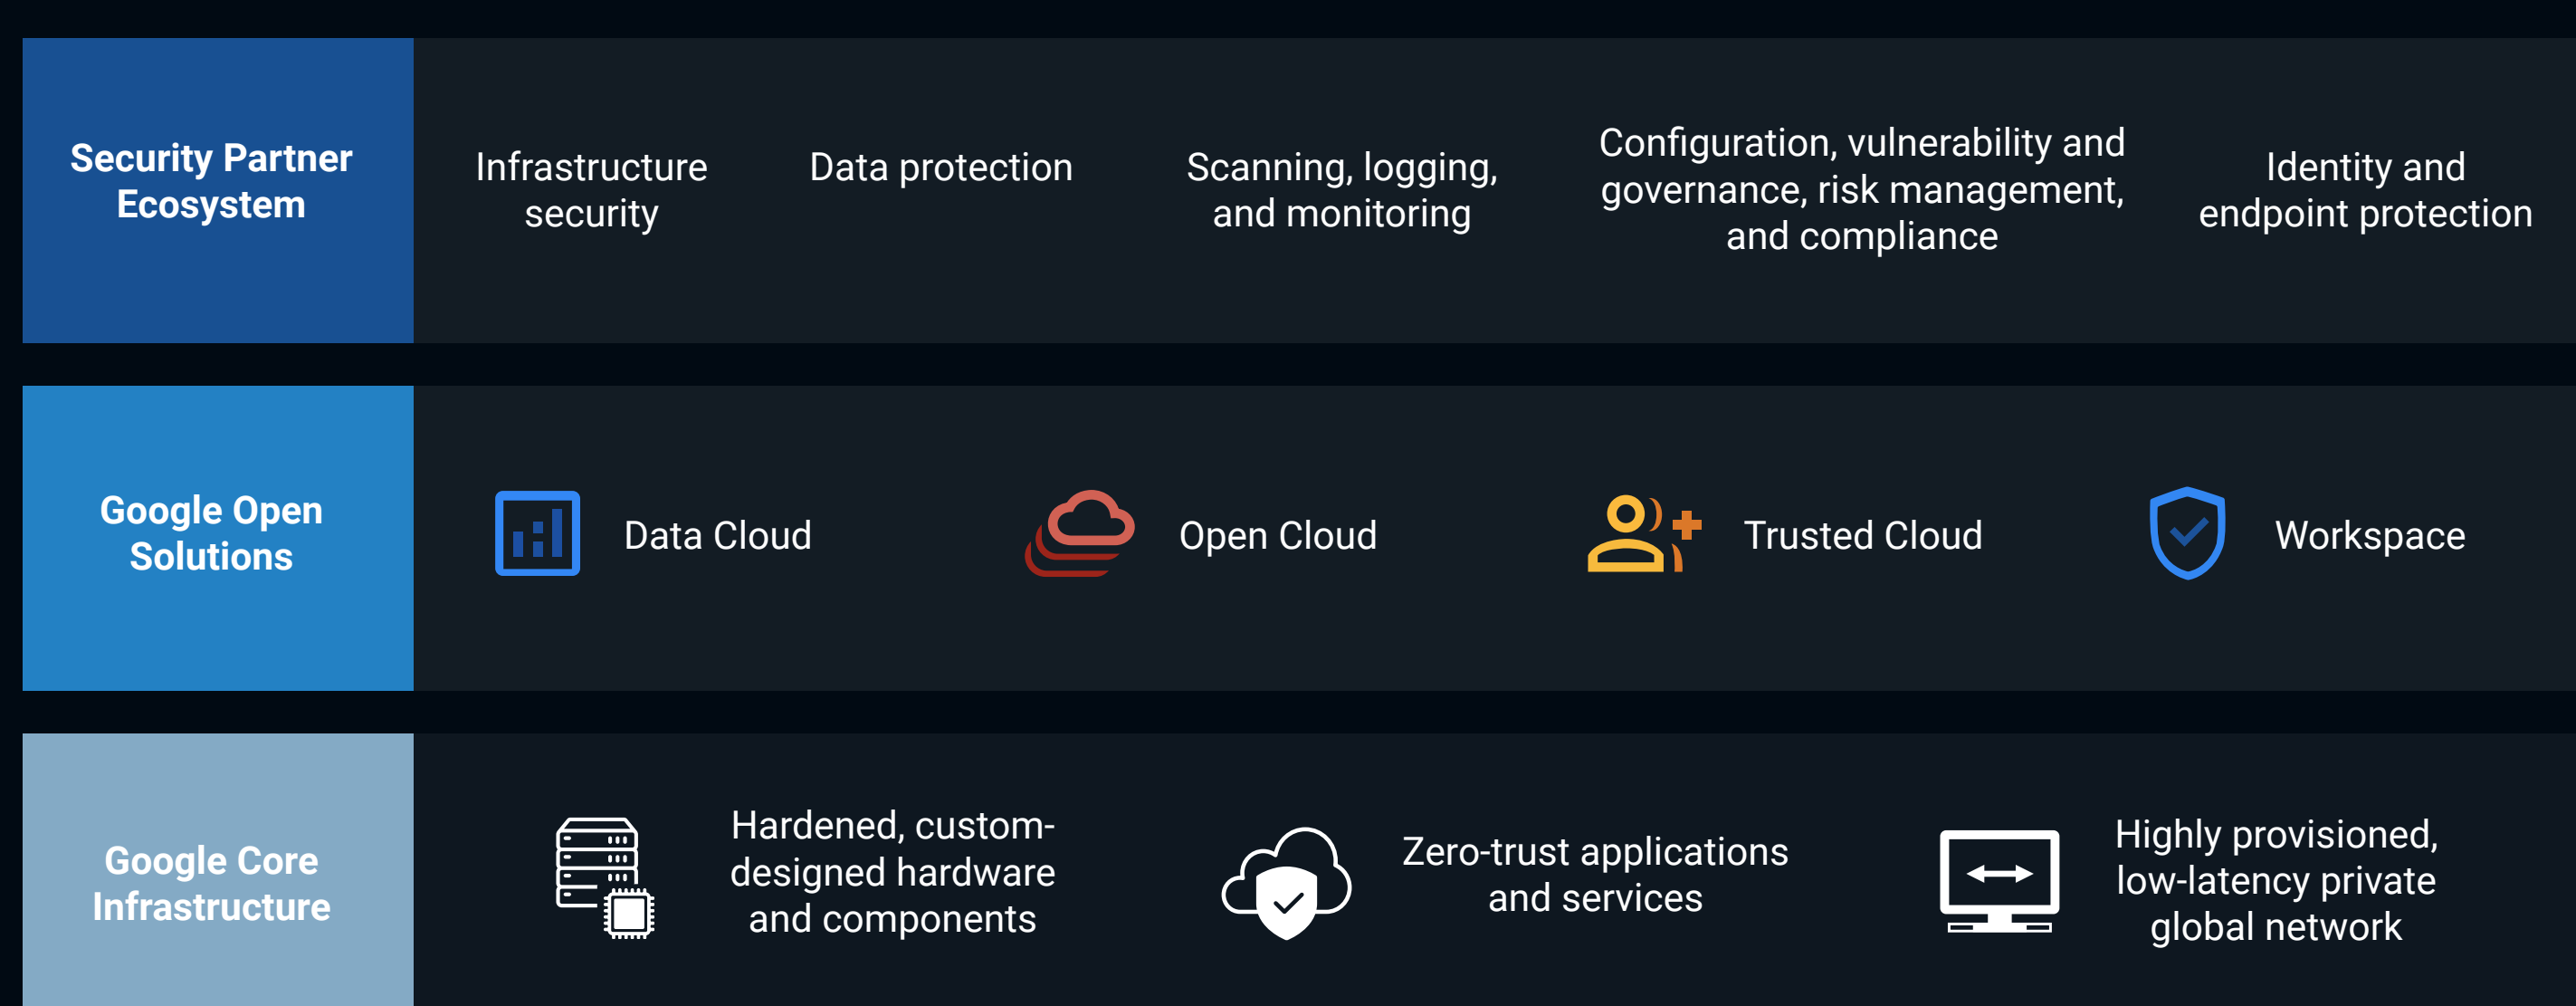 Security Partner
Ecosystem
Infrastructure
security
Data protection
Scanning, logging,
and monitoring
Configuration, vulnerability and
governance, risk management,
and compliance
Identity and
endpoint protection
Google Open
Solutions
Data Cloud
Open Cloud
Trusted Cloud
Workspace
Google Core
Infrastructure
Hardened, custom-
designed hardware
and components
Zero-trust applications
and services
Highly provisioned,
low-latency private
global network